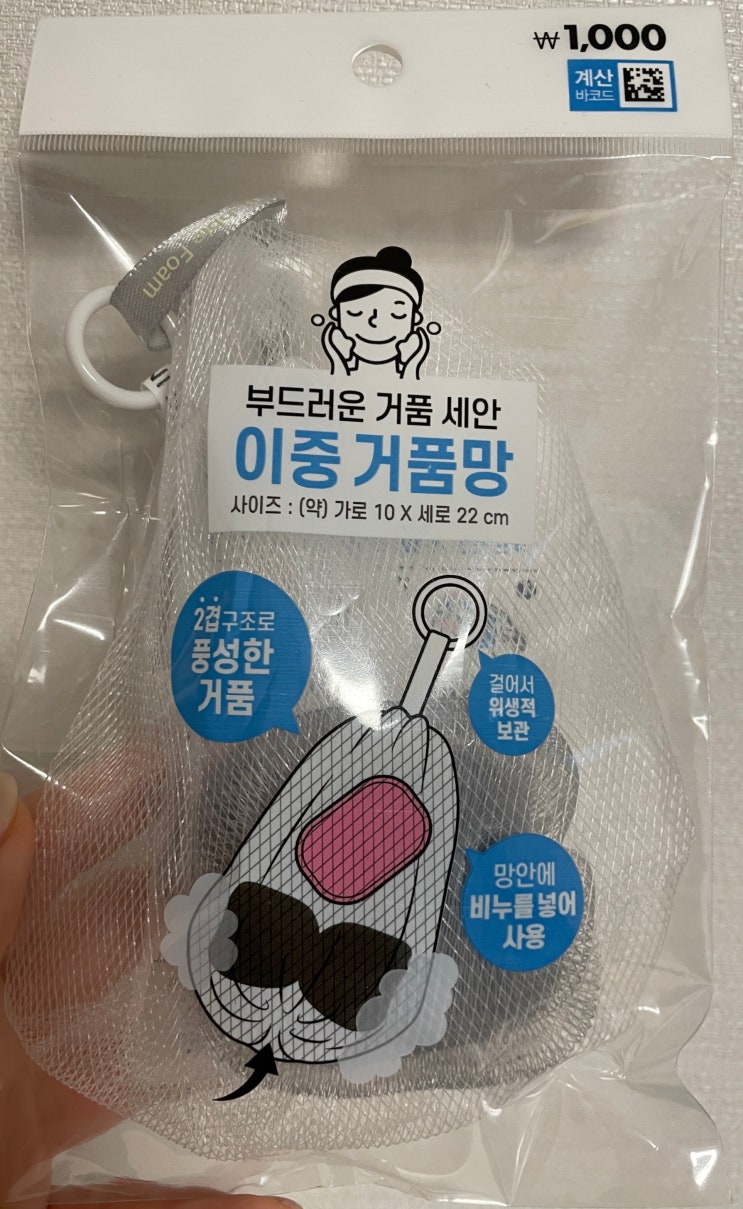 ₩1,000
계산
바코드
Foam
부드러운 거품 세안
이중 거품망
사이즈 : (약) 가로 10 X 세로 22 cm
2겹구조로
풍성한
거품
걸어서
위생적
보관
망안에
비누를 넣어
사용